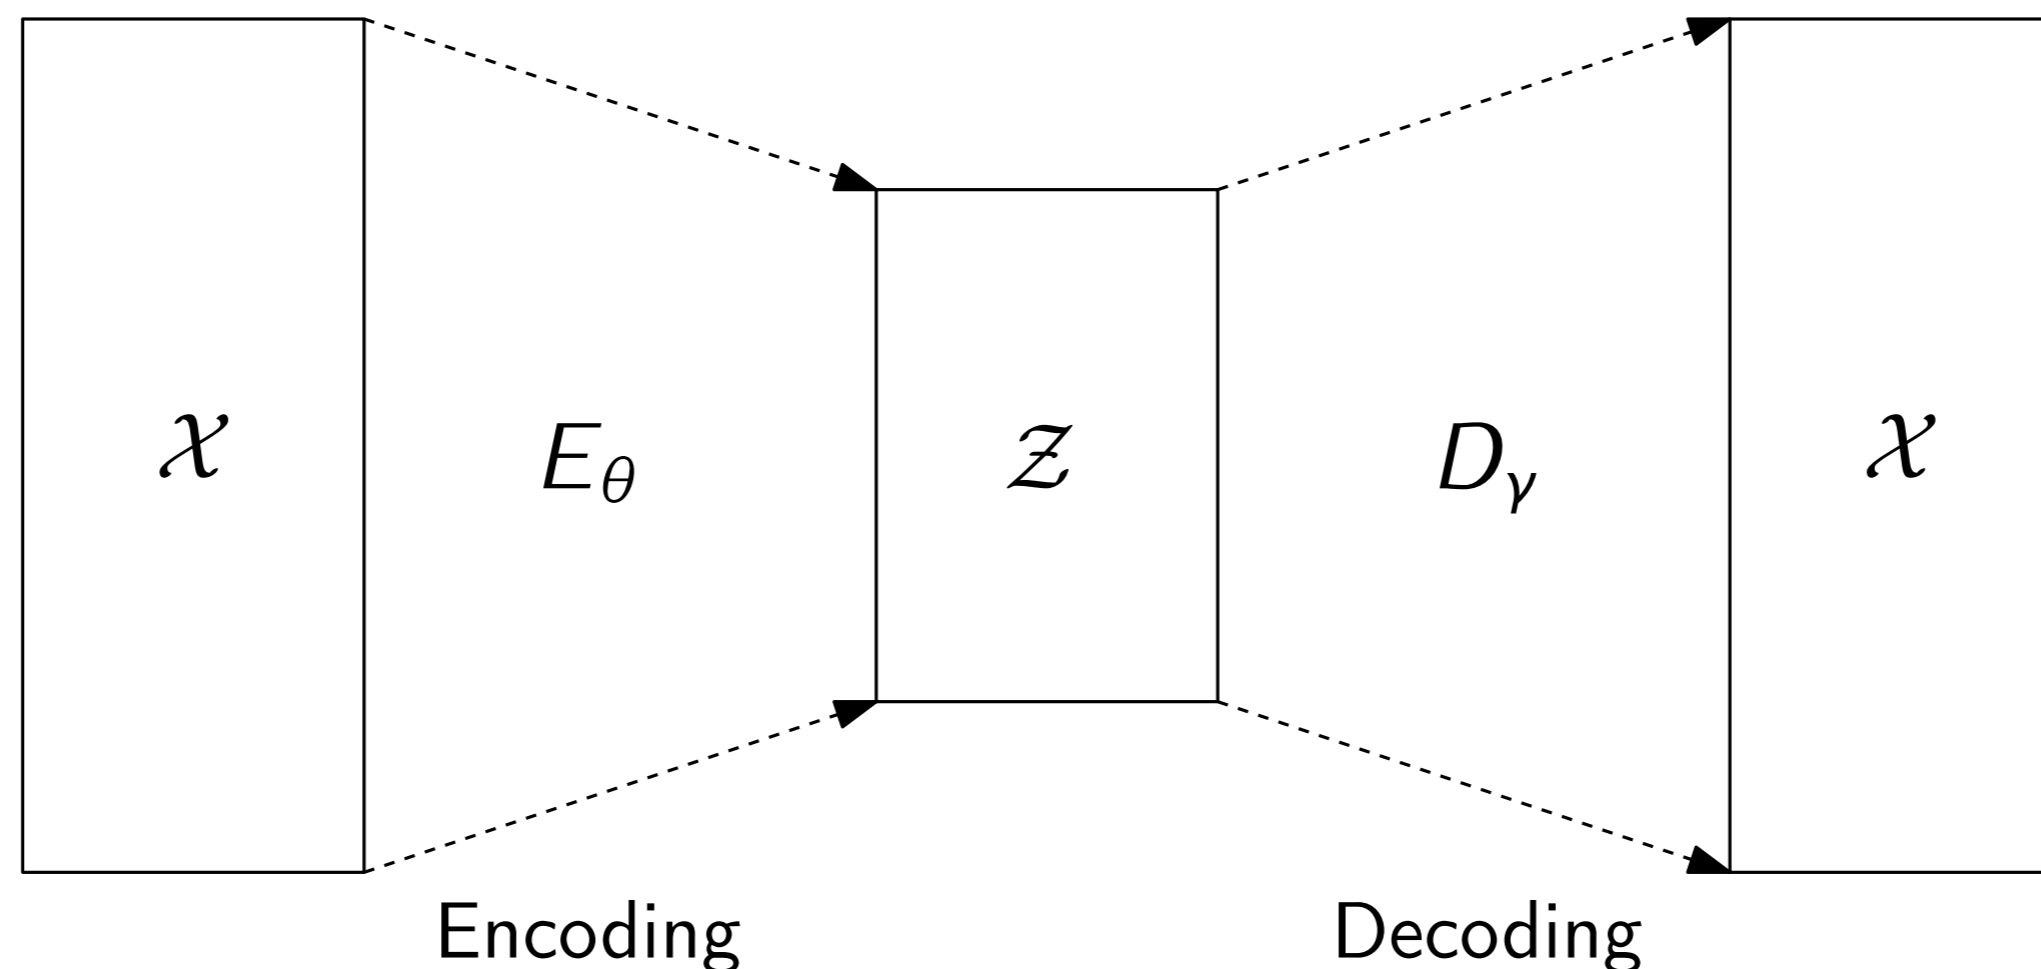 𝒳 E_θ 𝒵 D_γ 𝒳
Encoding Decoding